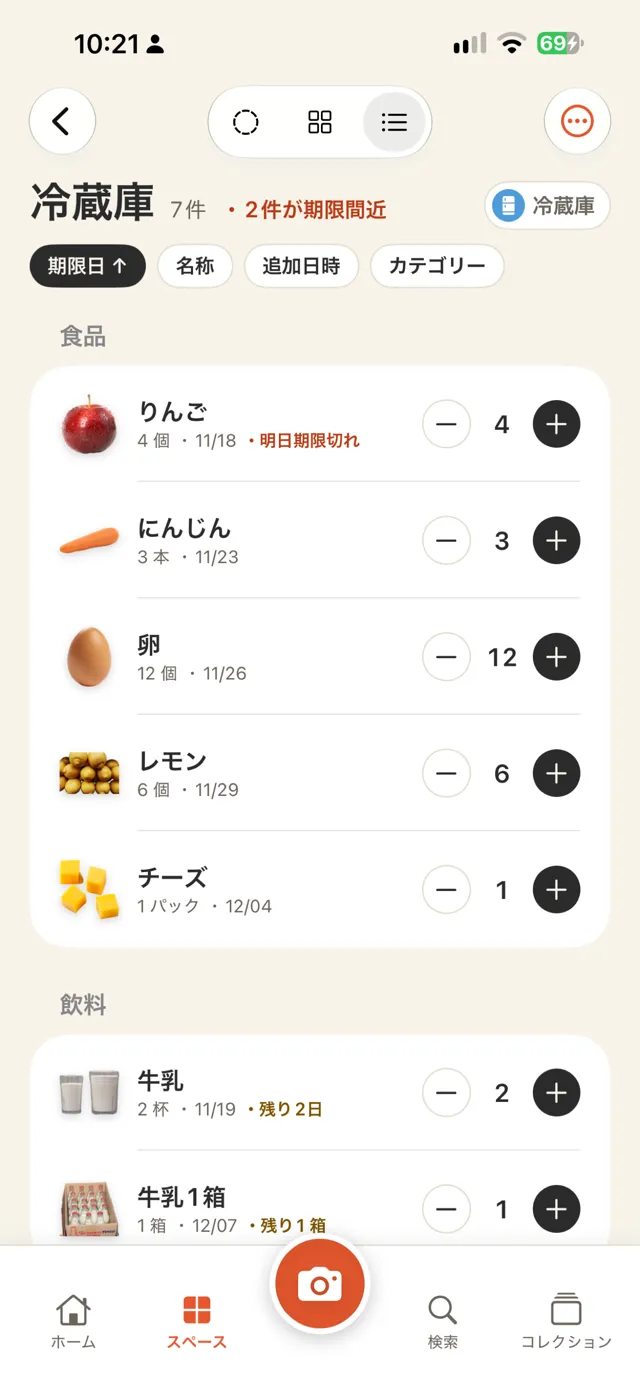 10:21
69
冷蔵庫 7件 ・2件が期限間近
冷蔵庫
期限日 ↑ 名称 追加日時 カテゴリー
食品
りんご
4 個 ・ 11/18 ・明日期限切れ
4
にんじん
3 本 ・ 11/23
3
卵
12 個 ・ 11/26
12
レモン
6 個 ・ 11/29
6
チーズ
1 パック ・ 12/04
1
飲料
牛乳
2 杯 ・ 11/19 ・残り2日
2
牛乳1箱
1 箱 ・ 12/07 ・残り1箱
1
ホーム スペース 検索 コレクション